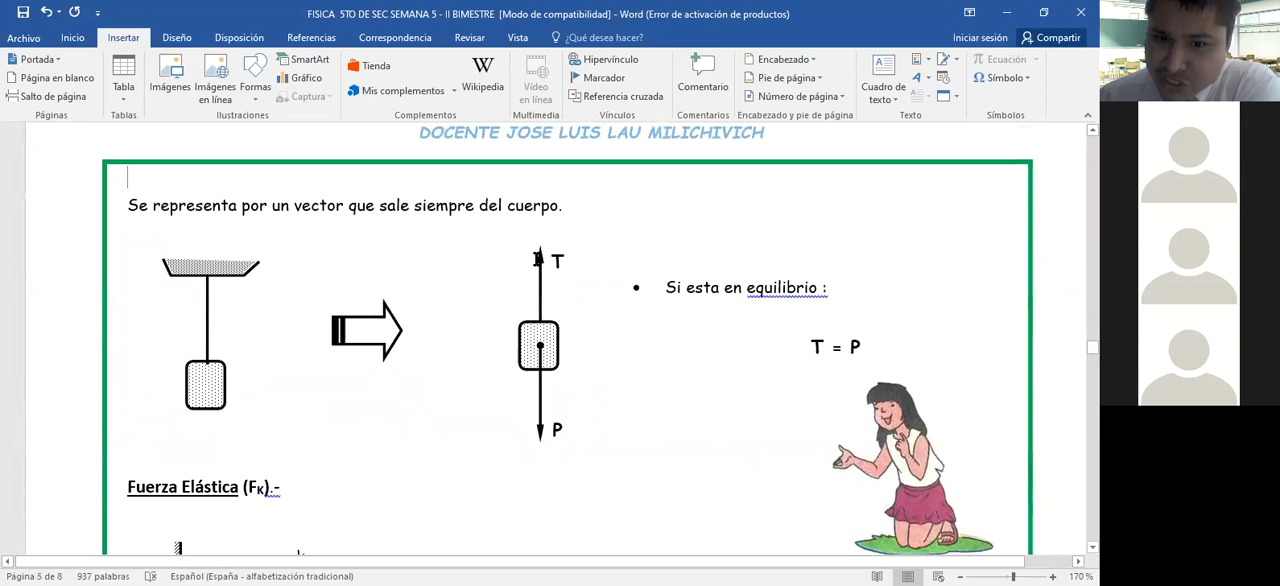 FISICA 5TO DE SEC SEMANA 5 - II BIMESTRE [Modo de compatibilidad] - Word (Error de activación de productos)
Archivo Inicio Insertar Diseño Disposición Referencias Correspondencia Revisar Vista ¿Qué desea hacer? Iniciar sesión Compartir
Portada
Página en blanco
Salto de página
Páginas
Tabla
Tablas
Imágenes
Imágenes en línea
Formas
SmartArt
Gráfico
Captura
Ilustraciones
Tienda
Mis complementos
Wikipedia
Complementos
Vídeo en línea
Multimedia
Hipervínculo
Marcador
Referencia cruzada
Vínculos
Comentario
Comentarios
Encabezado
Pie de página
Número de página
Encabezado y pie de página
Cuadro de texto
Texto
Ecuación
Símbolo
Símbolos
DOCENTE JOSE LUIS LAU MILICHIVICH
Se representa por un vector que sale siempre del cuerpo.
T
• Si esta en equilibrio :
T = P
P
Fuerza Elástica (FK).-
Página 5 de 8 937 palabras Español (España - alfabetización tradicional) 170 %